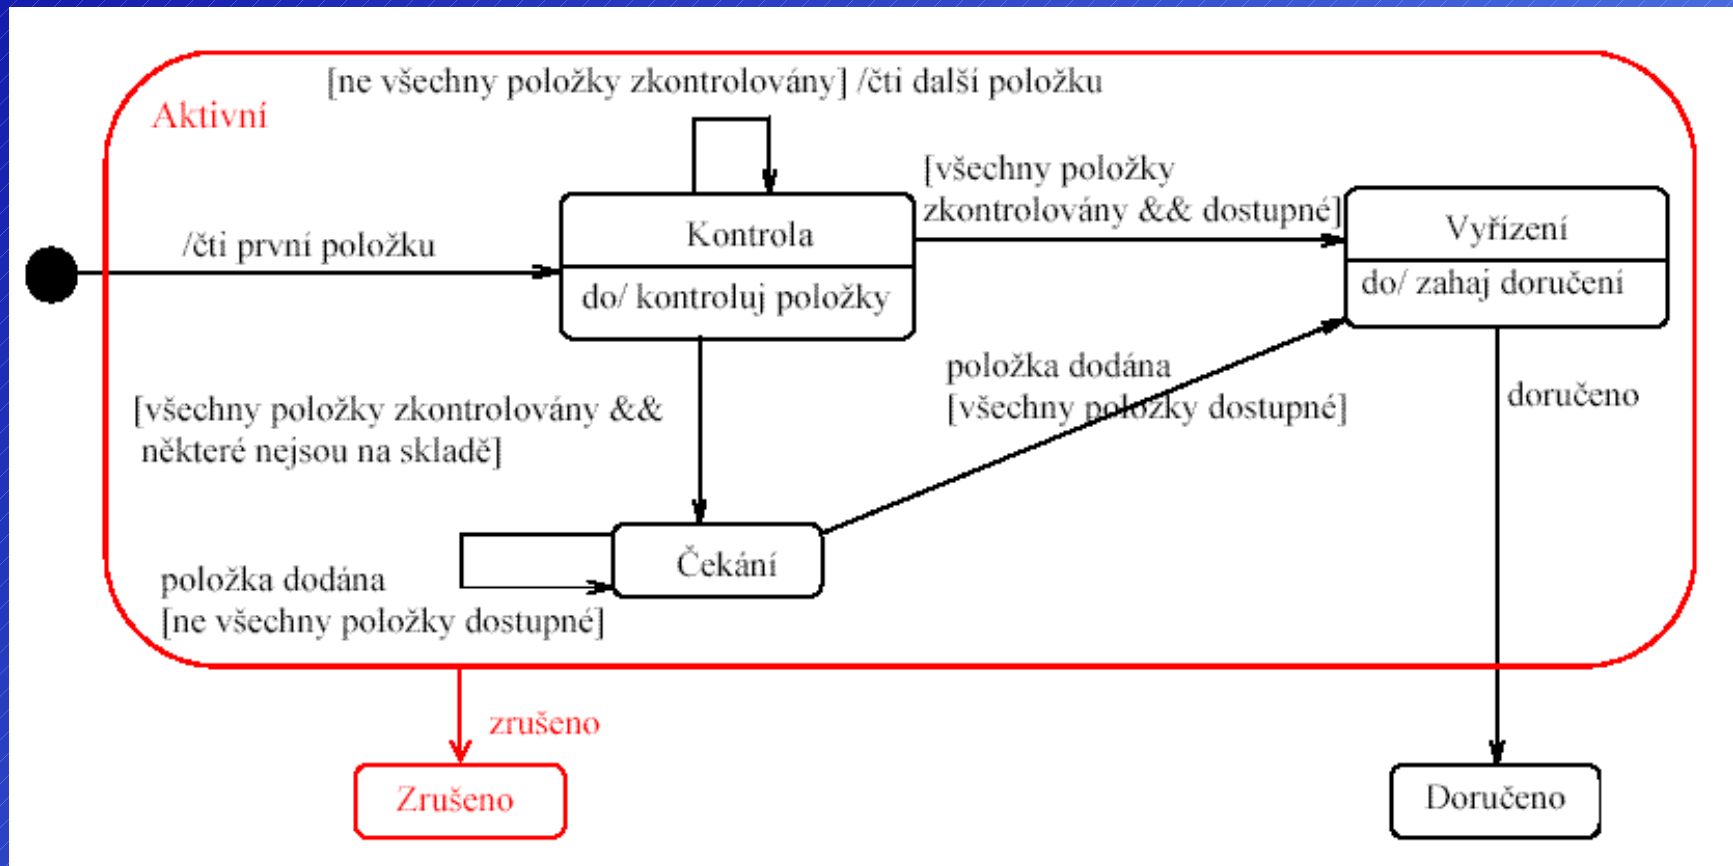 [ne všechny položky zkontrolovány] /čti další položku
Aktivní
[všechny položky
zkontrolovány && dostupné]
/čti první položku
Kontrola
do/ kontroluj položky
Vyřízení
do/ zahaj doručení
položka dodána
[všechny položky dostupné]
doručeno
[všechny položky zkontrolovány &&
některé nejsou na skladě]
Čekání
položka dodána
[ne všechny položky dostupné]
zrušeno
Zrušeno
Doručeno